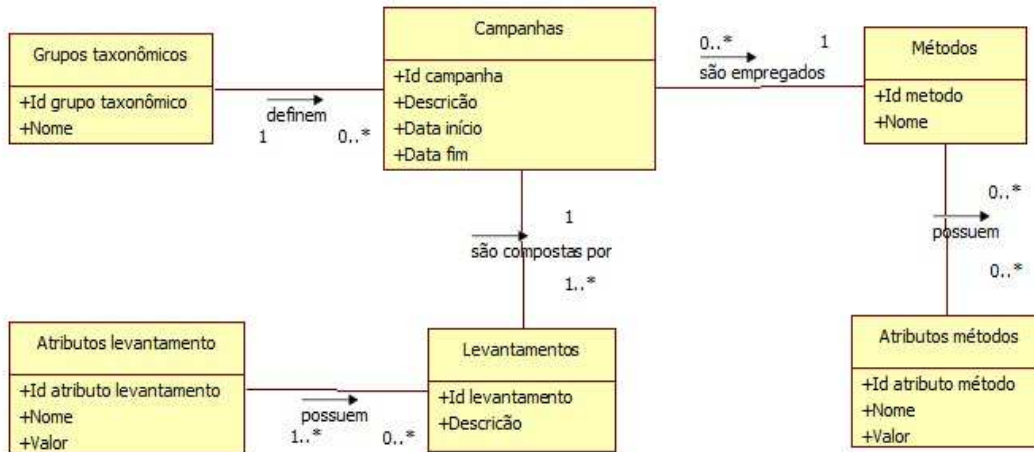 Grupos taxonômicos
+Id grupo taxonômico
+Nome
definem
1
0..*
Campanhas
+Id campanha
+Descricão
+Data início
+Data fim
0..*
1
são empregados
Métodos
+Id metodo
+Nome
1
são compostas por
1..*
0..*
possuem
0..*
Atributos levantamento
+Id atributo levantamento
+Nome
+Valor
possuem
1..*
0..*
Levantamentos
+Id levantamento
+Descricão
Atributos métodos
+Id atributo método
+Nome
+Valor